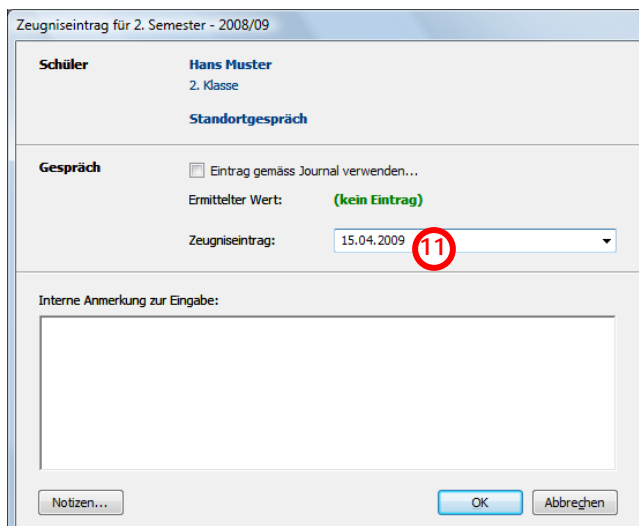 Zeugniseintrag für 2. Semester - 2008/09
Schüler Hans Muster
2. Klasse
Standortgespräch
Gespräch Eintrag gemäss Journal verwenden...
Ermittelter Wert: (kein Eintrag)
Zeugniseintrag: 15.04.2009 11
Interne Anmerkung zur Eingabe:
Notizen... OK Abbrechen